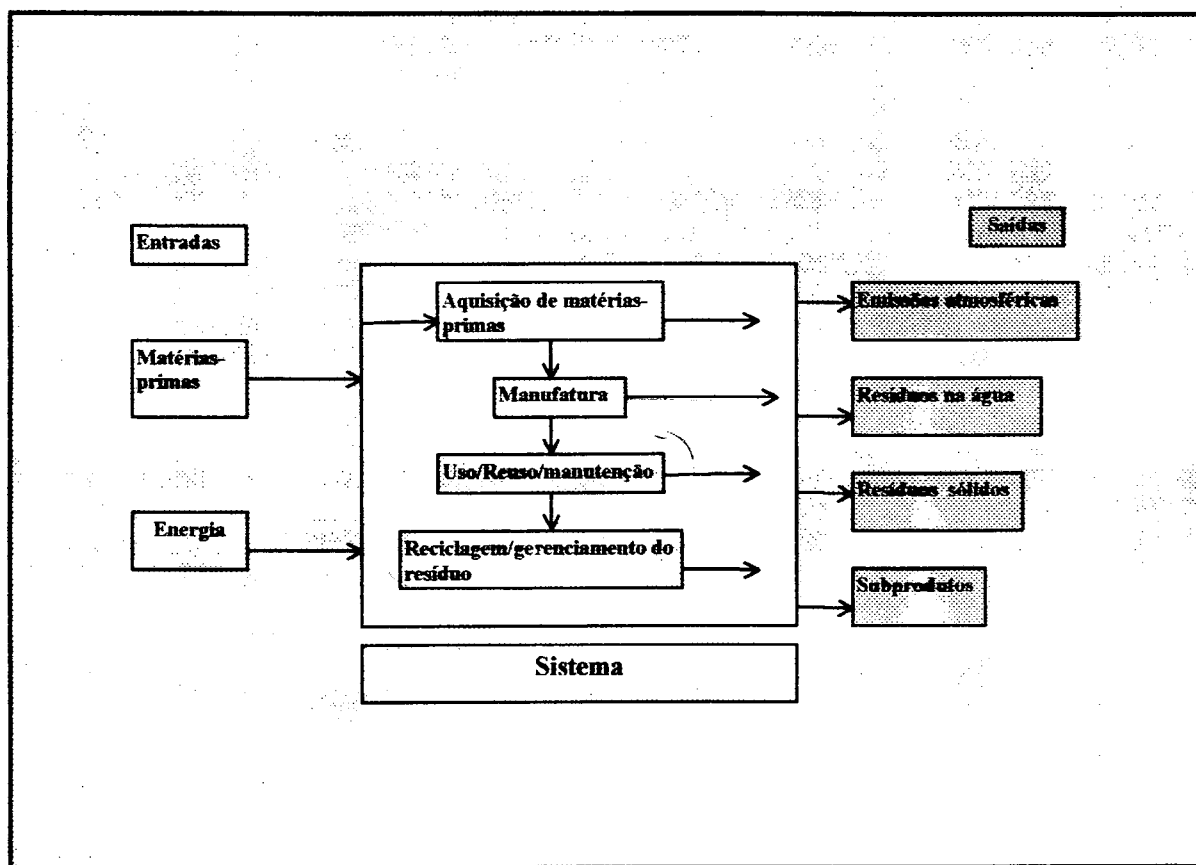 Entradas
Matérias-
primas
Energia
Aquisição de matérias-
primas
Manufatura
Uso/Reuso/manutenção
Reciclagem/gerenciamento do
resíduo
Sistema
Saídas
Emissões atmosféricas
Resíduos na água
Resíduos sólidos
Subprodutos